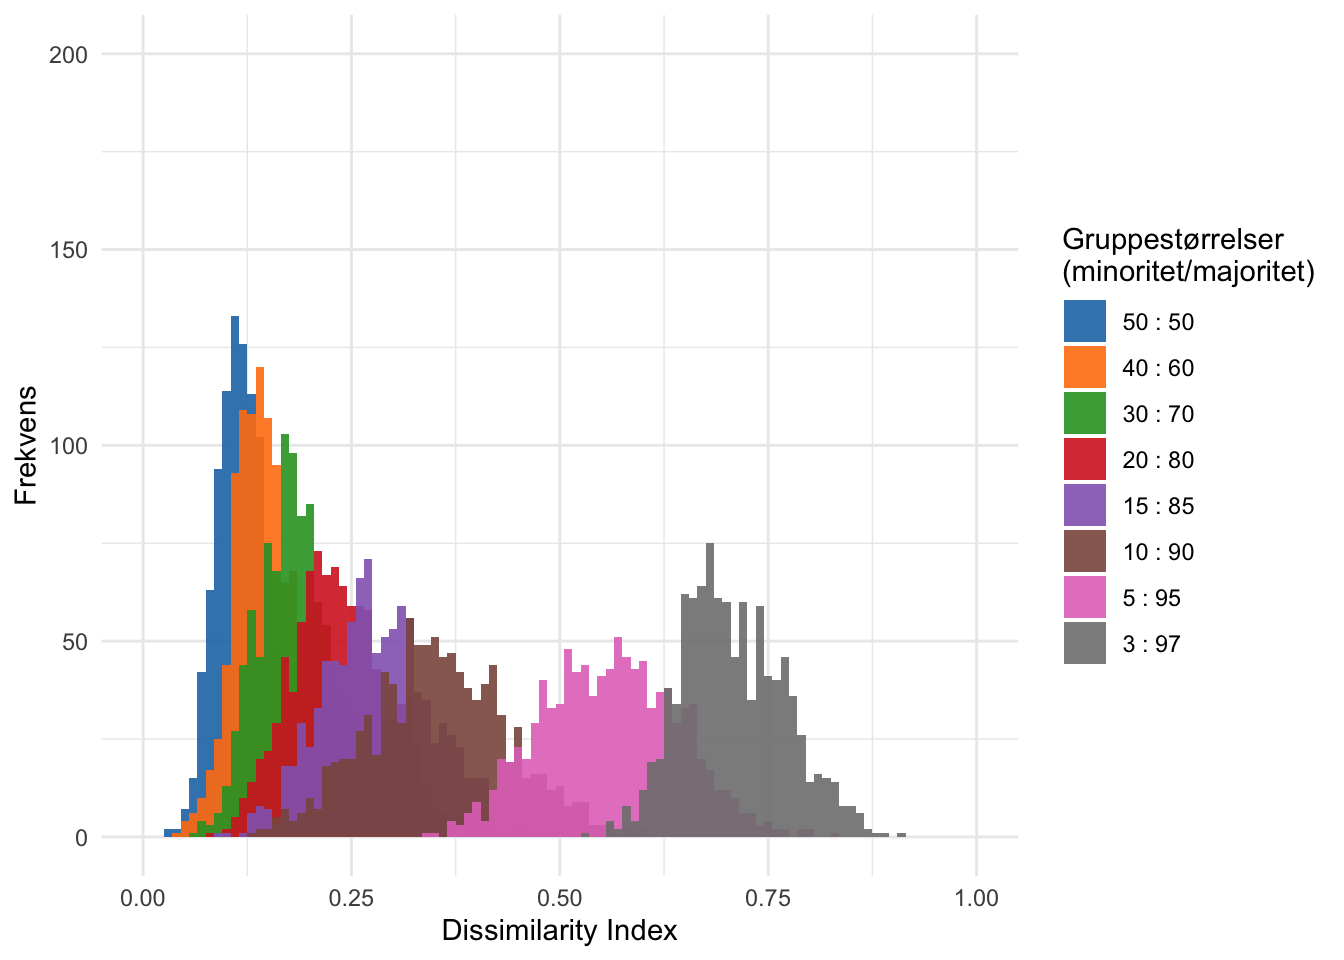 200
150
100
50
0
Frekvens
0.00
0.25
0.50
0.75
1.00
Dissimilarity Index
Gruppestørrelser
(minoritet/majoritet)
50 : 50
40 : 60
30 : 70
20 : 80
15 : 85
10 : 90
5 : 95
3 : 97